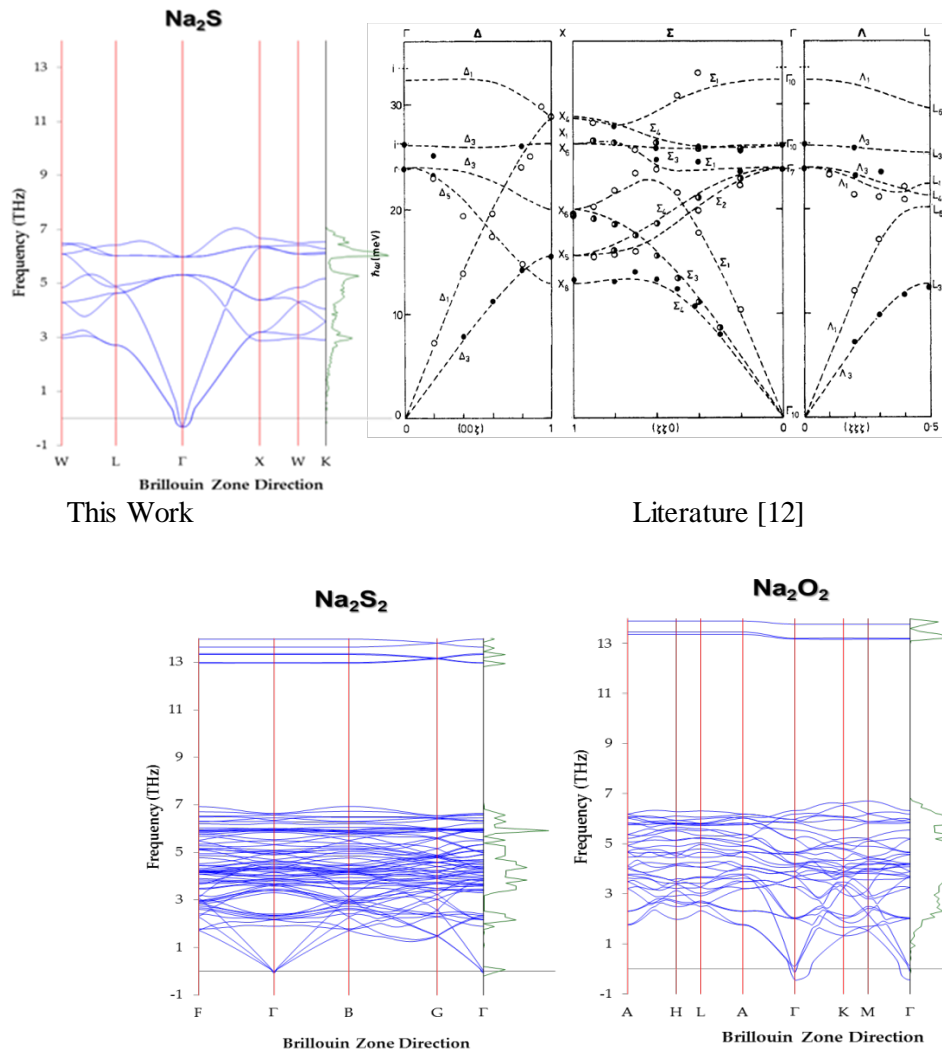 Na₂S
13
11
9
7
5
3
1
-1
Frequency (THz)
W L Γ X W K
Brillouin Zone Direction
Γ Δ X Σ Γ Λ L
30
20
10
0
ħω (meV)
i
i
r
Δ₁
Δ₃
Δ₃
Δ₅
Δ₁
Δ₃
X₄
X₁
X₆
X₆
X₅
X₆
Σ₁
Σ₄
Σ₃
Σ₁
Σ₄
Σ₂
Σ₁
Σ₃
Σ₄
Γ₁₀
Γ₁₀
Γ₇
Γ₁₀
Λ₁
Λ₃
Λ₃
Λ₁
Λ₁
Λ₃
L₆
L₃
L₁
L₄
L₆
L₃
0 1 0 0 0·5
(00ζ) (ζζ0) (ζζζ)
This Work
Literature [12]
Na₂S₂
13
11
9
7
5
3
1
-1
Frequency (THz)
F Γ B G Γ
Brillouin Zone Direction
Na₂O₂
13
11
9
7
5
3
1
-1
Frequency (THz)
A H L A Γ K M Γ
Brillouin Zone Direction